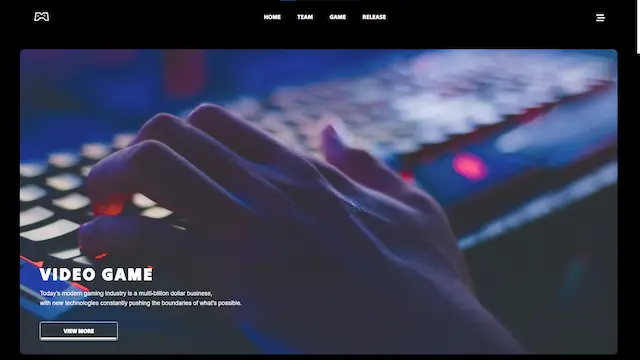 HOME TEAM GAME RELEASE
VIDEO GAME
Today's modern gaming industry is a multi-billion dollar business,
with new technologies constantly pushing the boundaries of what's possible.
VIEW MORE